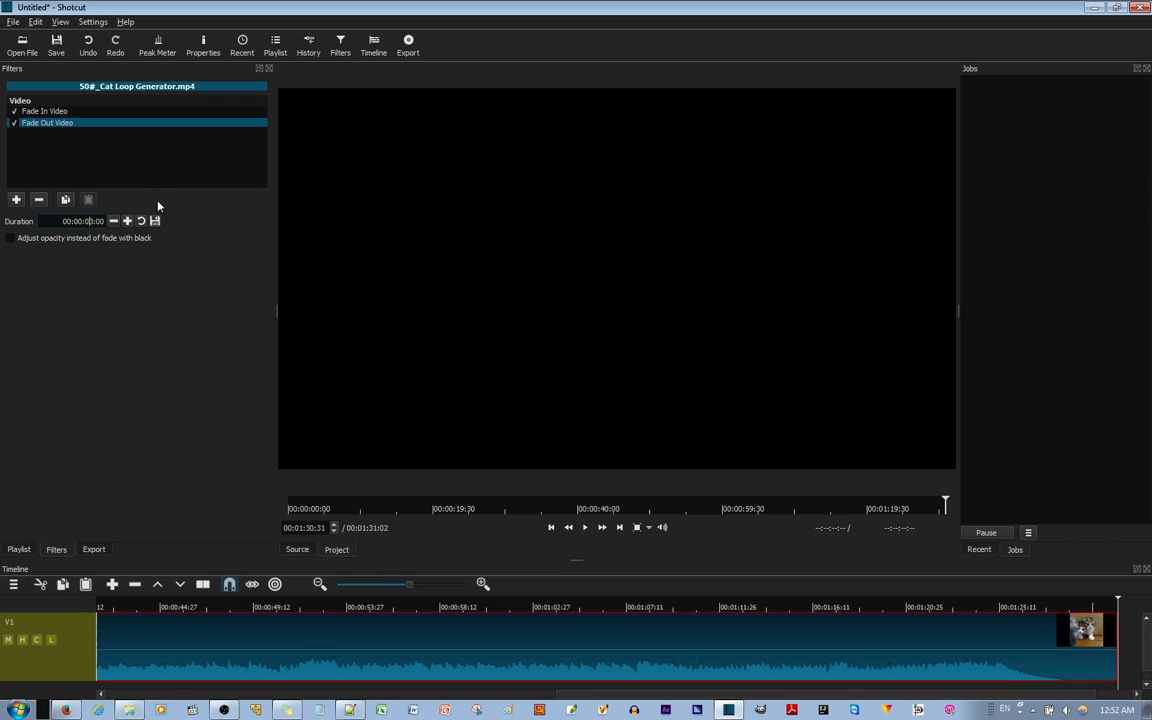 Untitled* - Shotcut
File Edit View Settings Help
Open File Save Undo Redo Peak Meter Properties Recent Playlist History Filters Timeline Export
Filters
Jobs
50#_Cat Loop Generator.mp4
Video
Fade In Video
Fade Out Video
Duration 00:00:03:00
Adjust opacity instead of fade with black
00:00:00:00 00:00:19:30 00:00:40:00 00:00:59:30 00:01:19:30
00:01:30:31 / 00:01:31:02 --:--:--:-- / --:--:--:--
Pause
Playlist Filters Export Source Project Recent Jobs
Timeline
12 00:00:44:27 00:00:49:12 00:00:53:27 00:00:58:12 00:01:02:27 00:01:07:11 00:01:11:26 00:01:16:11 00:01:20:25 00:01:25:11
V1
M H C L
EN 12:52 AM